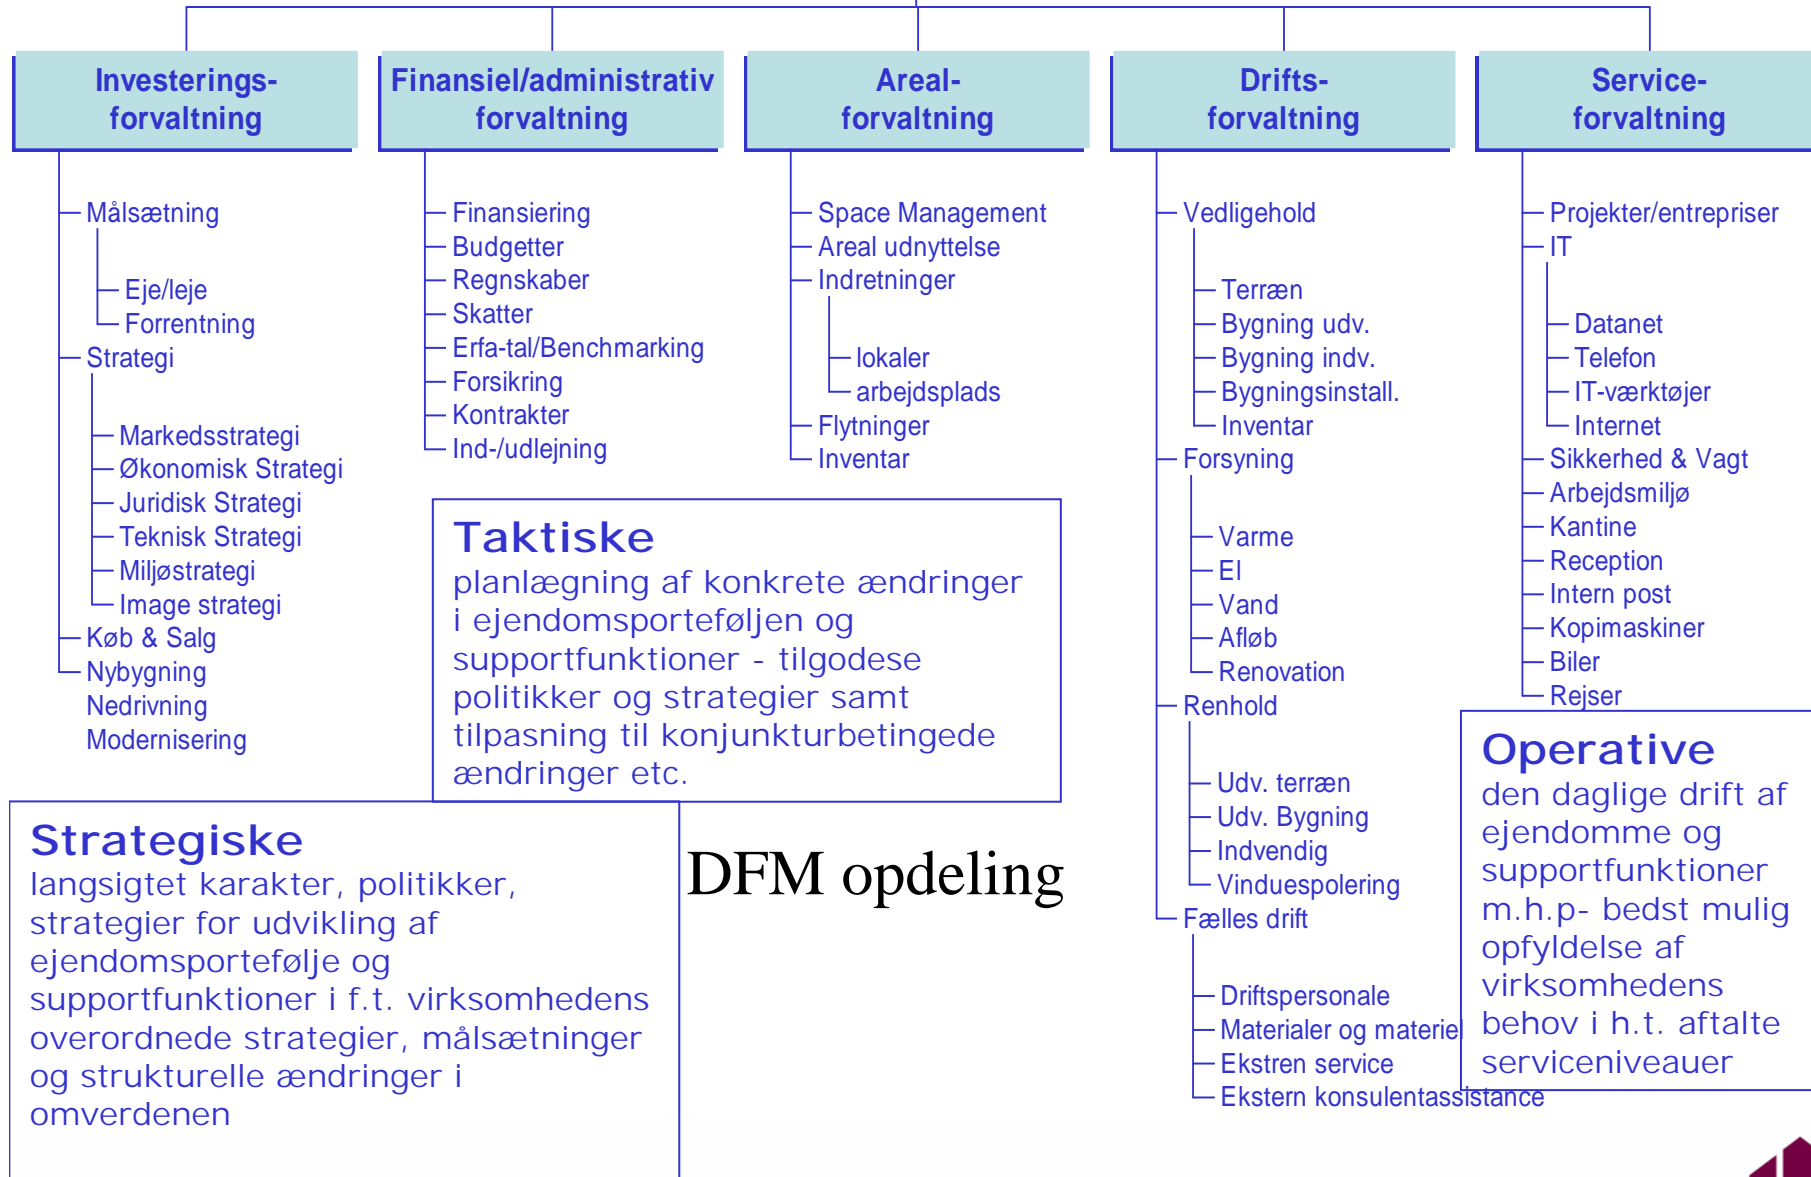 Investerings-
forvaltning
Målsætning
Eje/leje
Forrentning
Strategi
Markedsstrategi
Økonomisk Strategi
Juridisk Strategi
Teknisk Strategi
Miljøstrategi
Image strategi
Køb & Salg
Nybygning
Nedrivning
Modernisering
Finansiel/administrativ
forvaltning
Finansiering
Budgetter
Regnskaber
Skatter
Erfa-tal/Benchmarking
Forsikring
Kontrakter
Ind-/udlejning
Areal-
forvaltning
Space Management
Areal udnyttelse
Indretninger
lokaler
arbejdsplads
Flytninger
Inventar
Drifts-
forvaltning
Vedligehold
Terræn
Bygning udv.
Bygning indv.
Bygningsinstall.
Inventar
Forsyning
Varme
El
Vand
Afløb
Renovation
Renhold
Udv. terræn
Udv. Bygning
Indvendig
Vinduespolering
Fælles drift
Driftspersonale
Materialer og materiel
Ekstren service
Ekstern konsulentassistance
Service-
forvaltning
Projekter/entrepriser
IT
Datanet
Telefon
IT-værktøjer
Internet
Sikkerhed & Vagt
Arbejdsmiljø
Kantine
Reception
Intern post
Kopimaskiner
Biler
Rejser
Taktiske
planlægning af konkrete ændringer
i ejendomsporteføljen og
supportfunktioner - tilgodese
politikker og strategier samt
tilpasning til konjunkturbetingede
ændringer etc.
Strategiske
langsigtet karakter, politikker,
strategier for udvikling af
ejendomsportefølje og
supportfunktioner i f.t. virksomhedens
overordnede strategier, målsætninger
og strukturelle ændringer i
omverdenen
DFM opdeling
Operative
den daglige drift af
ejendomme og
supportfunktioner
m.h.p- bedst mulig
opfyldelse af
virksomhedens
behov i h.t. aftalte
serviceniveauer